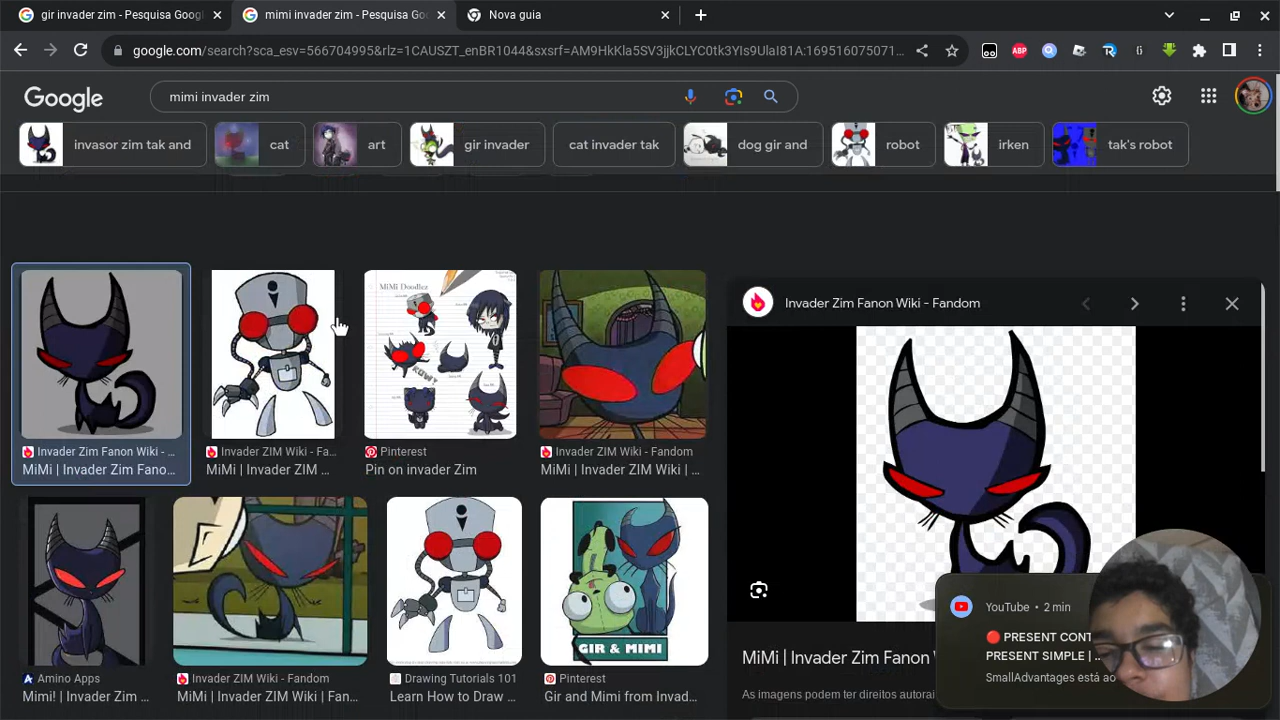 gir invader zim - Pesquisa Googl
mimi invader zim - Pesquisa Goo
Nova guia
google.com/search?sca_esv=566704995&rlz=1CAUSZT_enBR1044&sxsrf=AM9HkKla5SV3jjkCLYC0tk3YIs9UlaI81A:169516075071...
ABP
Google
mimi invader zim
invasor zim tak and
cat
art
gir invader
cat invader tak
dog gir and
robot
irken
tak's robot
MiMi Doodlez
Invader Zim Fanon Wiki - ...
MiMi | Invader Zim Fano...
Invader ZIM Wiki - Fa...
MiMi | Invader ZIM ...
Pinterest
Pin on invader Zim
Invader ZIM Wiki - Fandom
MiMi | Invader ZIM Wiki | ...
Invader Zim Fanon Wiki - Fandom
GIR & MIMI
Amino Apps
Mimi! | Invader Zim ...
Invader ZIM Wiki - Fandom
MiMi | Invader ZIM Wiki | Fan...
Drawing Tutorials 101
Learn How to Draw ...
Pinterest
Gir and Mimi from Invad...
MiMi | Invader Zim Fanon W
As imagens podem ter direitos autorai
YouTube • 2 min
🔴 PRESENT CONT
PRESENT SIMPLE | ...
SmallAdvantages está ao